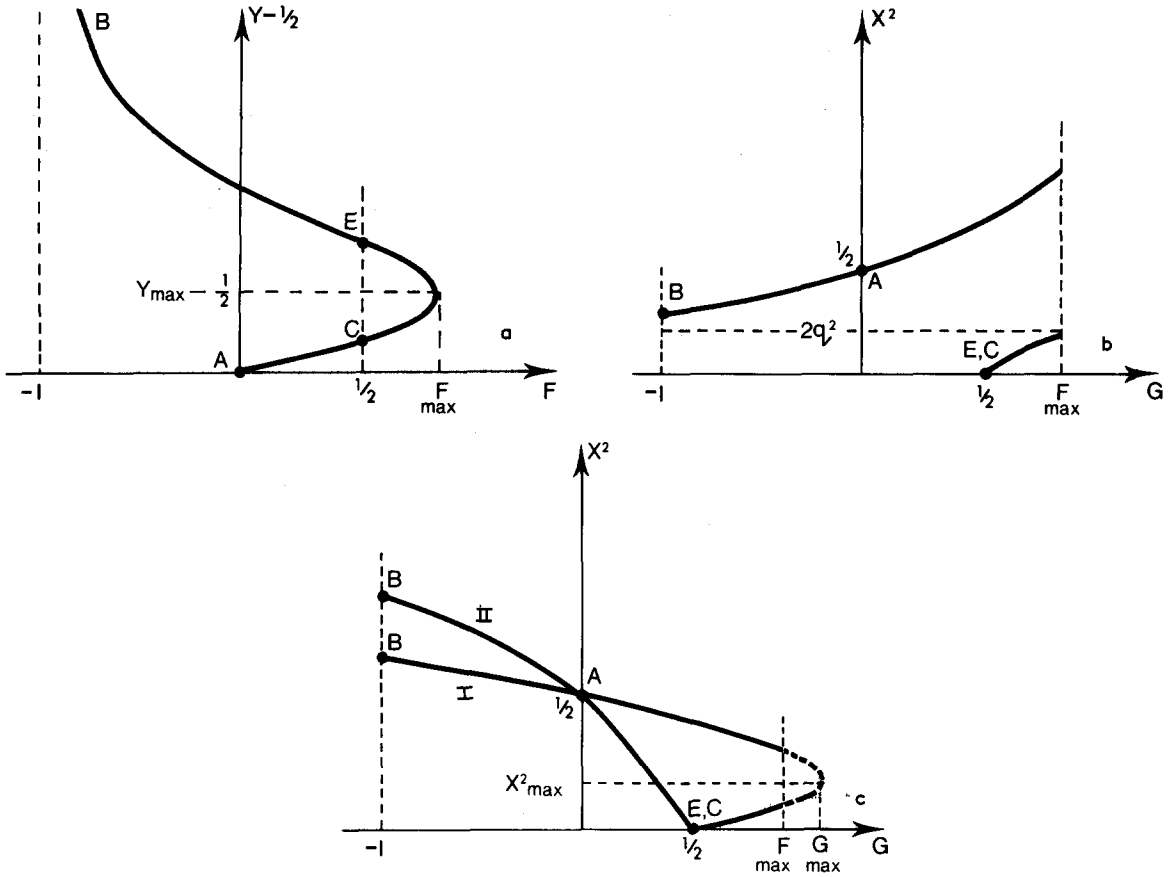 Y-½
B
E
Ymax - 1/2
C
A
a
-1
½
F max
F
X²
½
A
B
2q²
E,C
b
-1
½
F max
G
X²
B
II
B
I
A
½
X²max
E,C
c
-1
½
F max
G max
G